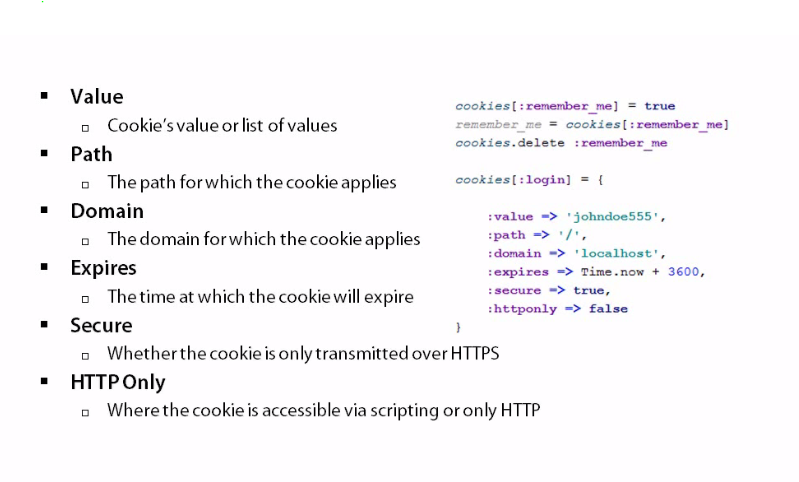 Value
Cookie's value or list of values
Path
The path for which the cookie applies
Domain
The domain for which the cookie applies
Expires
The time at which the cookie will expire
Secure
Whether the cookie is only transmitted over HTTPS
HTTP Only
Where the cookie is accessible via scripting or only HTTP
cookies[:remember_me] = true
remember_me = cookies[:remember_me]
cookies.delete :remember_me
cookies[:login] = {
:value => 'johndoe555',
:path => '/',
:domain => 'localhost',
:expires => Time.now + 3600,
:secure => true,
:httponly => false
}